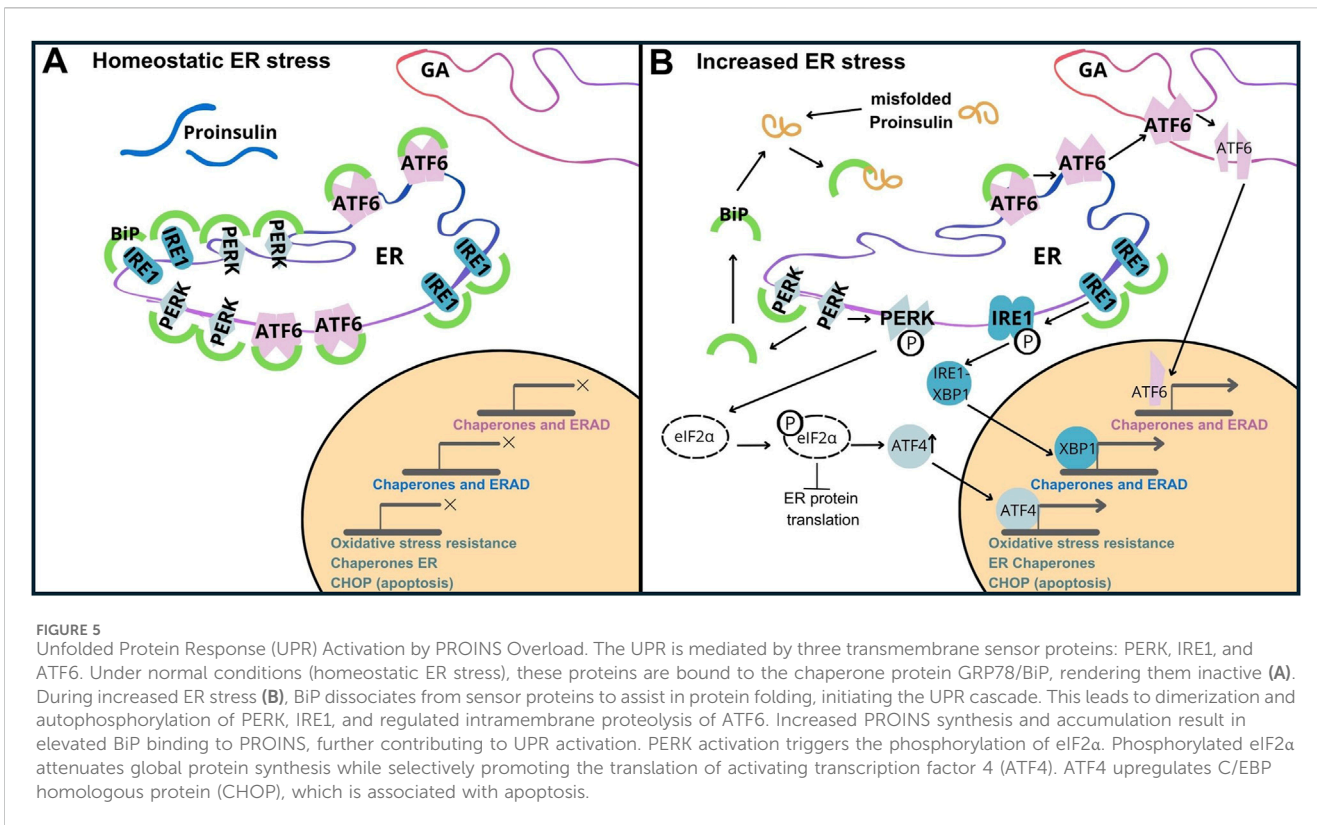 A Homeostatic ER stress
GA
Proinsulin
ATF6
ATF6
BiP
IRE1
IRE1
PERK
PERK
ER
IRE1
IRE1
PERK
PERK
ATF6
ATF6
Chaperones and ERAD
Chaperones and ERAD
Oxidative stress resistance
Chaperones ER
CHOP (apoptosis)
B Increased ER stress
GA
misfolded
Proinsulin
ATF6
ATF6
ATF6
ATF6
BiP
ER
IRE1
IRE1
PERK
PERK
PERK
P
IRE1
P
IRE1-
XBP1
eIF2α
P
eIF2α
ATF4
ER protein
translation
ATF6
Chaperones and ERAD
XBP1
Chaperones and ERAD
ATF4
Oxidative stress resistance
ER Chaperones
CHOP (apoptosis)
FIGURE 5
Unfolded Protein Response (UPR) Activation by PROINS Overload. The UPR is mediated by three transmembrane sensor proteins: PERK, IRE1, and
ATF6. Under normal conditions (homeostatic ER stress), these proteins are bound to the chaperone protein GRP78/BiP, rendering them inactive (A).
During increased ER stress (B), BiP dissociates from sensor proteins to assist in protein folding, initiating the UPR cascade. This leads to dimerization and
autophosphorylation of PERK, IRE1, and regulated intramembrane proteolysis of ATF6. Increased PROINS synthesis and accumulation result in
elevated BiP binding to PROINS, further contributing to UPR activation. PERK activation triggers the phosphorylation of eIF2α. Phosphorylated eIF2α
attenuates global protein synthesis while selectively promoting the translation of activating transcription factor 4 (ATF4). ATF4 upregulates C/EBP
homologous protein (CHOP), which is associated with apoptosis.